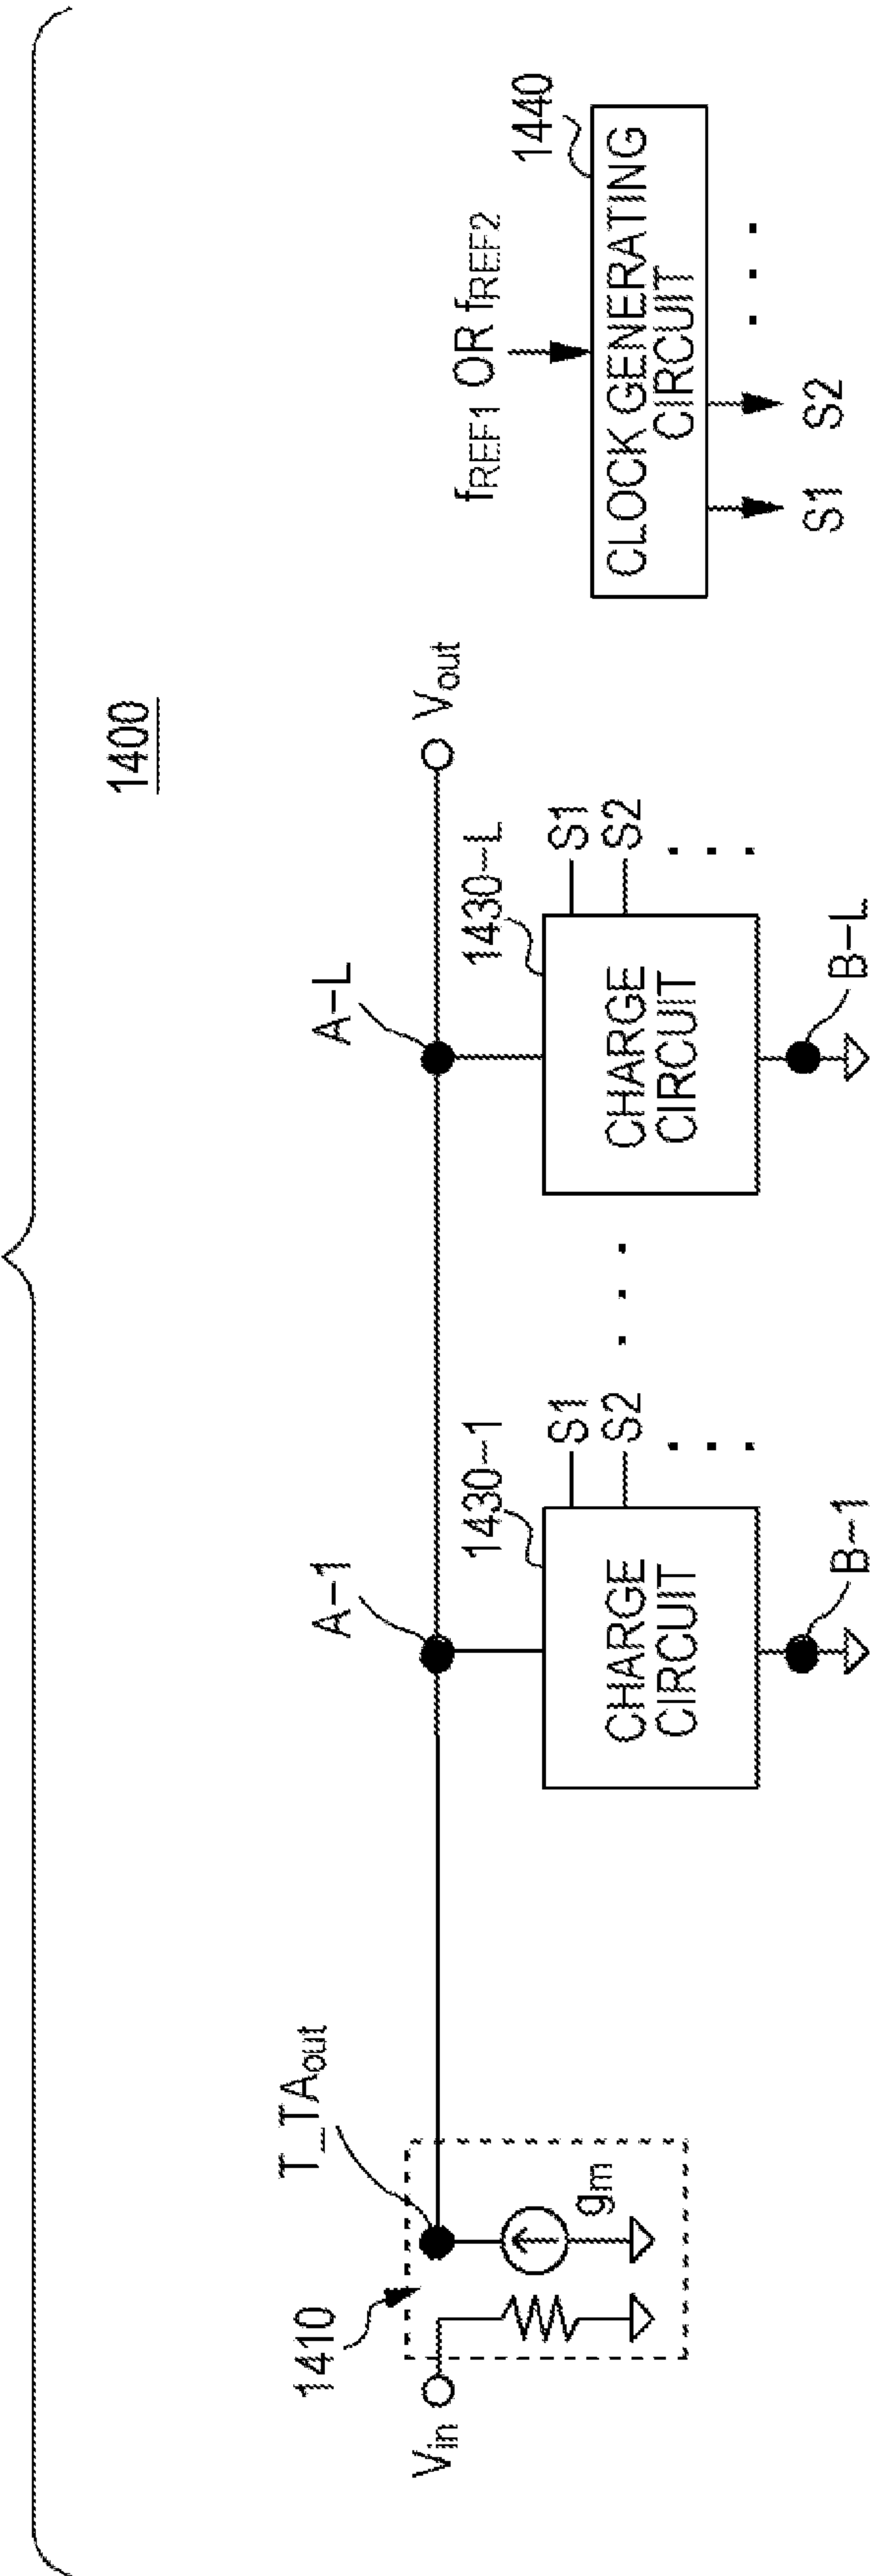 1400
1410
T_TAout
Vin
gm
A-1
1430-1
CHARGE
CIRCUIT
S1
S2
B-1
A-L
1430-L
CHARGE
CIRCUIT
S1
S2
B-L
Vout
fREF1 OR fREF2
1440
CLOCK GENERATING
CIRCUIT
S1 S2